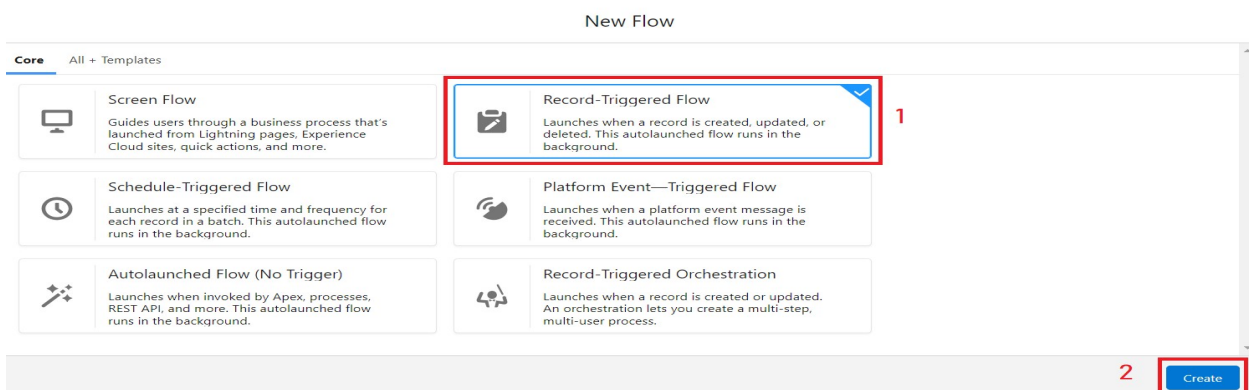 New Flow
Core
All + Templates
Screen Flow
Guides users through a business process that's
launched from Lightning pages, Experience
Cloud sites, quick actions, and more.
Record-Triggered Flow
Launches when a record is created, updated, or
deleted. This autolaunched flow runs in the
background.
1
Schedule-Triggered Flow
Launches at a specified time and frequency for
each record in a batch. This autolaunched flow
runs in the background.
Platform Event—Triggered Flow
Launches when a platform event message is
received. This autolaunched flow runs in the
background.
Autolaunched Flow (No Trigger)
Launches when invoked by Apex, processes,
REST API, and more. This autolaunched flow
runs in the background.
Record-Triggered Orchestration
Launches when a record is created or updated.
An orchestration lets you create a multi-step,
multi-user process.
2
Create